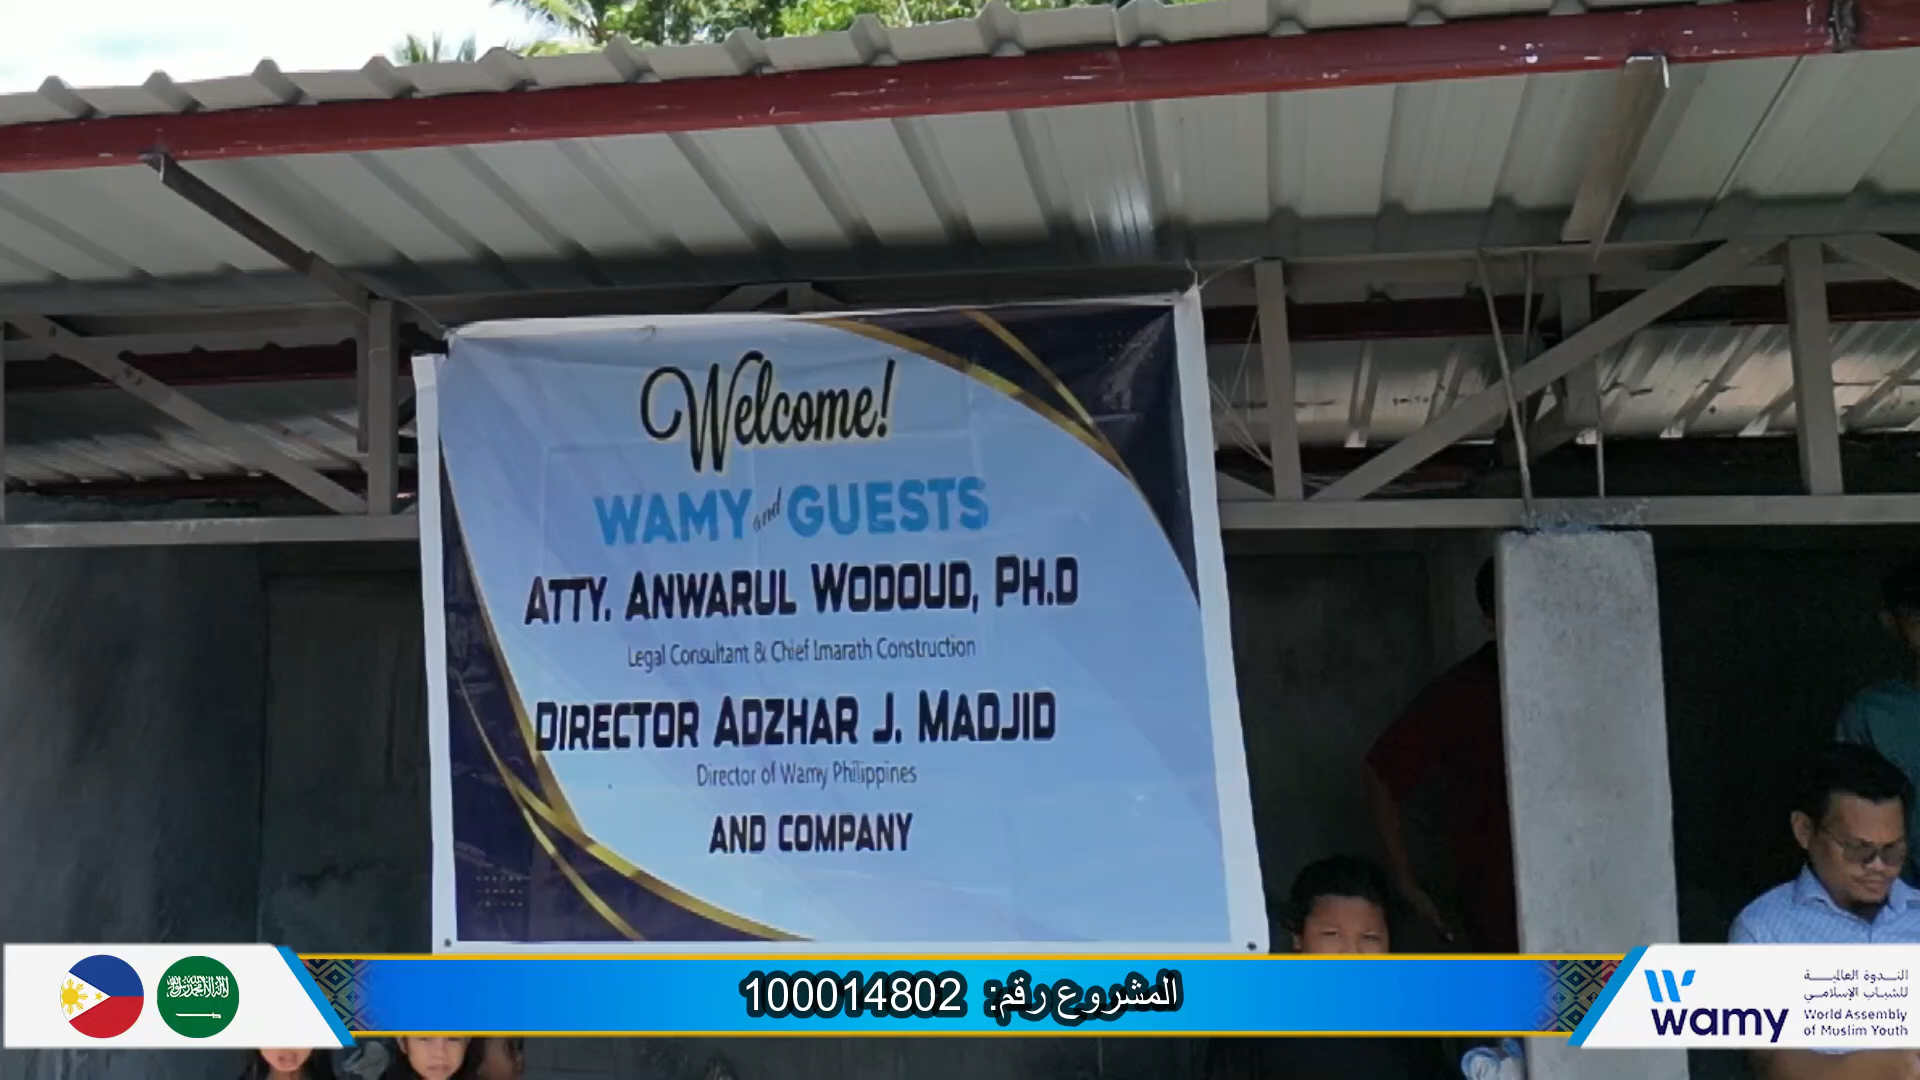 Welcome!
WAMY and GUESTS
ATTY. ANWARUL WODOUD, PH.D
Legal Consultant & Chief Imarath Construction
DIRECTOR ADZHAR J. MADJID
Director of Wamy Philippines
AND COMPANY
المشروع رقم: 100014802
wamy
الندوة العالمية
للشباب الإسلامي
World Assembly
of Muslim Youth